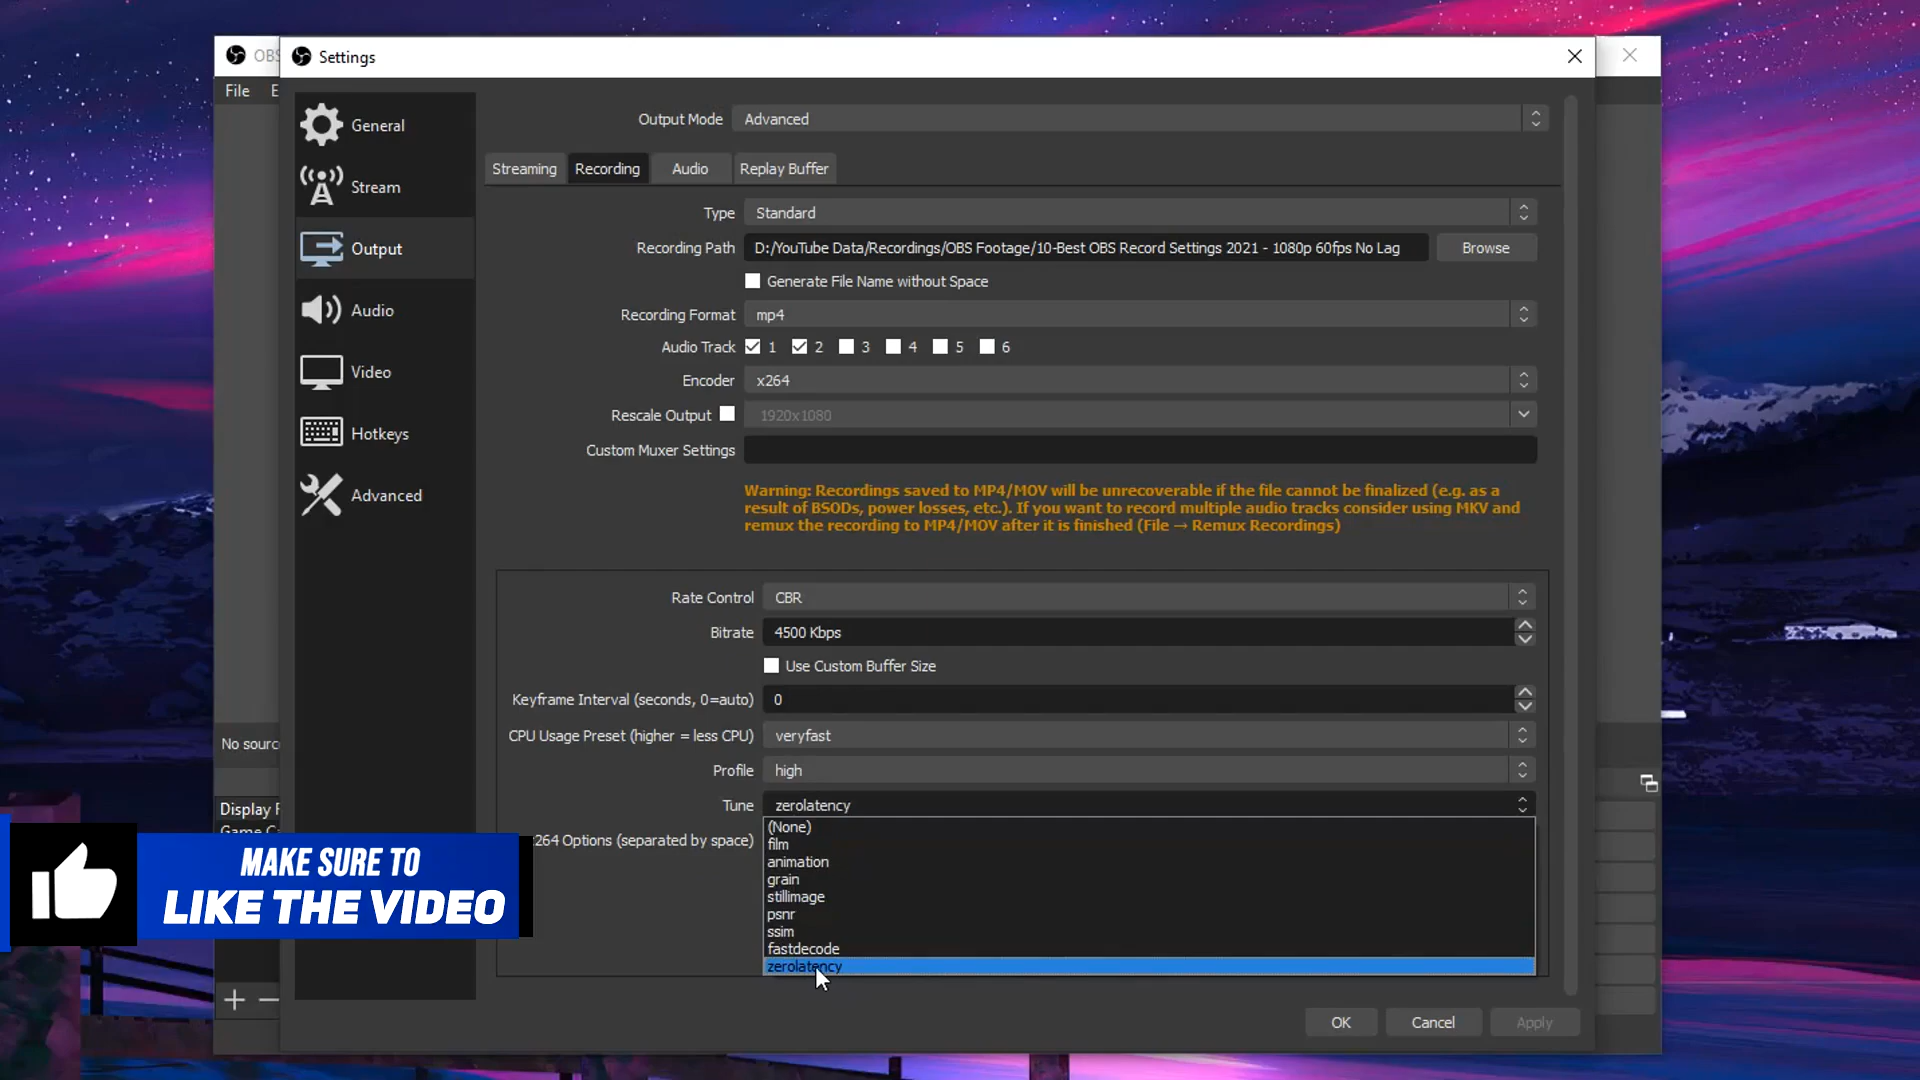 OBS
Settings
File
General
Stream
Output
Audio
Video
Hotkeys
Advanced
Output Mode Advanced
Streaming Recording Audio Replay Buffer
Type Standard
Recording Path D:/YouTube Data/Recordings/OBS Footage/10-Best OBS Record Settings 2021 - 1080p 60fps No Lag Browse
Generate File Name without Space
Recording Format mp4
Audio Track 1 2 3 4 5 6
Encoder x264
Rescale Output 1920x1080
Custom Muxer Settings
Warning: Recordings saved to MP4/MOV will be unrecoverable if the file cannot be finalized (e.g. as a
result of BSODs, power losses, etc.). If you want to record multiple audio tracks consider using MKV and
remux the recording to MP4/MOV after it is finished (File → Remux Recordings)
Rate Control CBR
Bitrate 4500 Kbps
Use Custom Buffer Size
Keyframe Interval (seconds, 0=auto) 0
CPU Usage Preset (higher = less CPU) veryfast
Profile high
Tune zerolatency
264 Options (separated by space)
(None)
film
animation
grain
stillimage
psnr
ssim
fastdecode
zerolatency
No sourc
Display
MAKE SURE TO
LIKE THE VIDEO
OK Cancel Apply